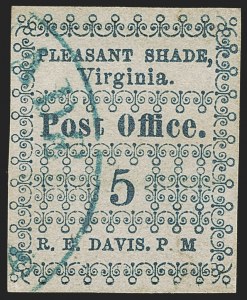 PLEASANT SHADE,
Virginia.
Post Office.
5
R. E. DAVIS. P. M